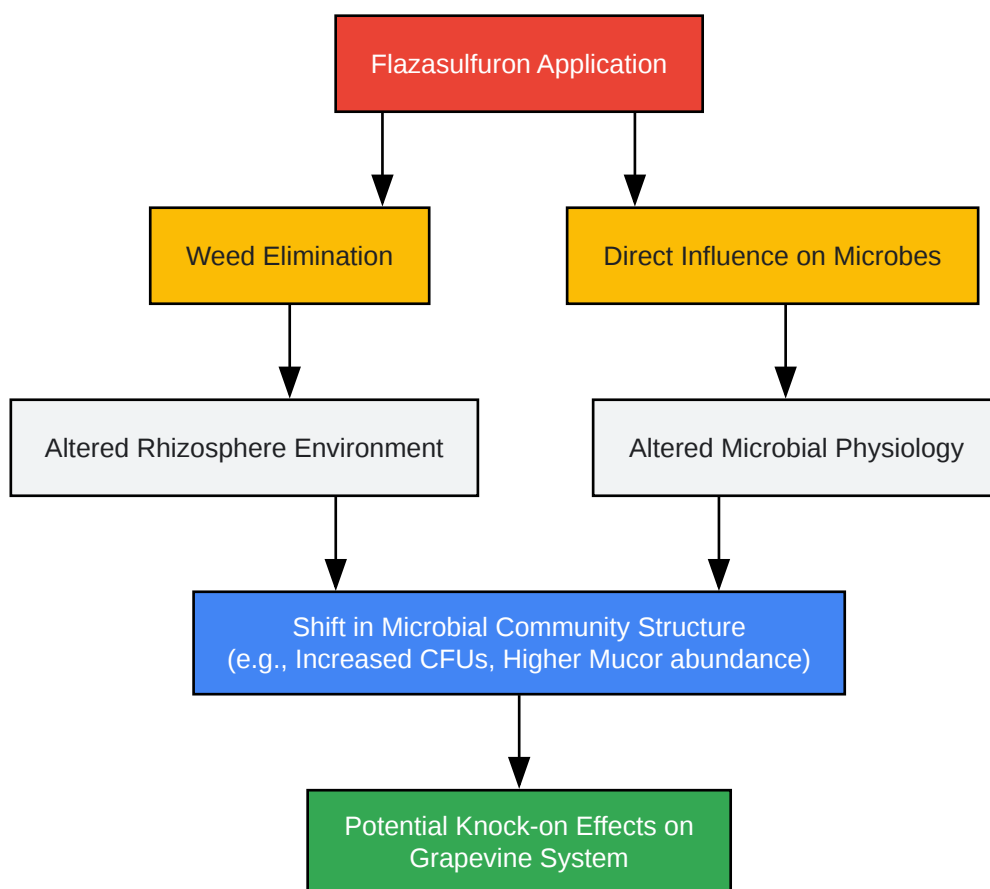 Flazasulfuron Application
Weed Elimination
Direct Influence on Microbes
Altered Rhizosphere Environment
Altered Microbial Physiology
Shift in Microbial Community Structure
(e.g., Increased CFUs, Higher Mucor abundance)
Potential Knock-on Effects on
Grapevine System